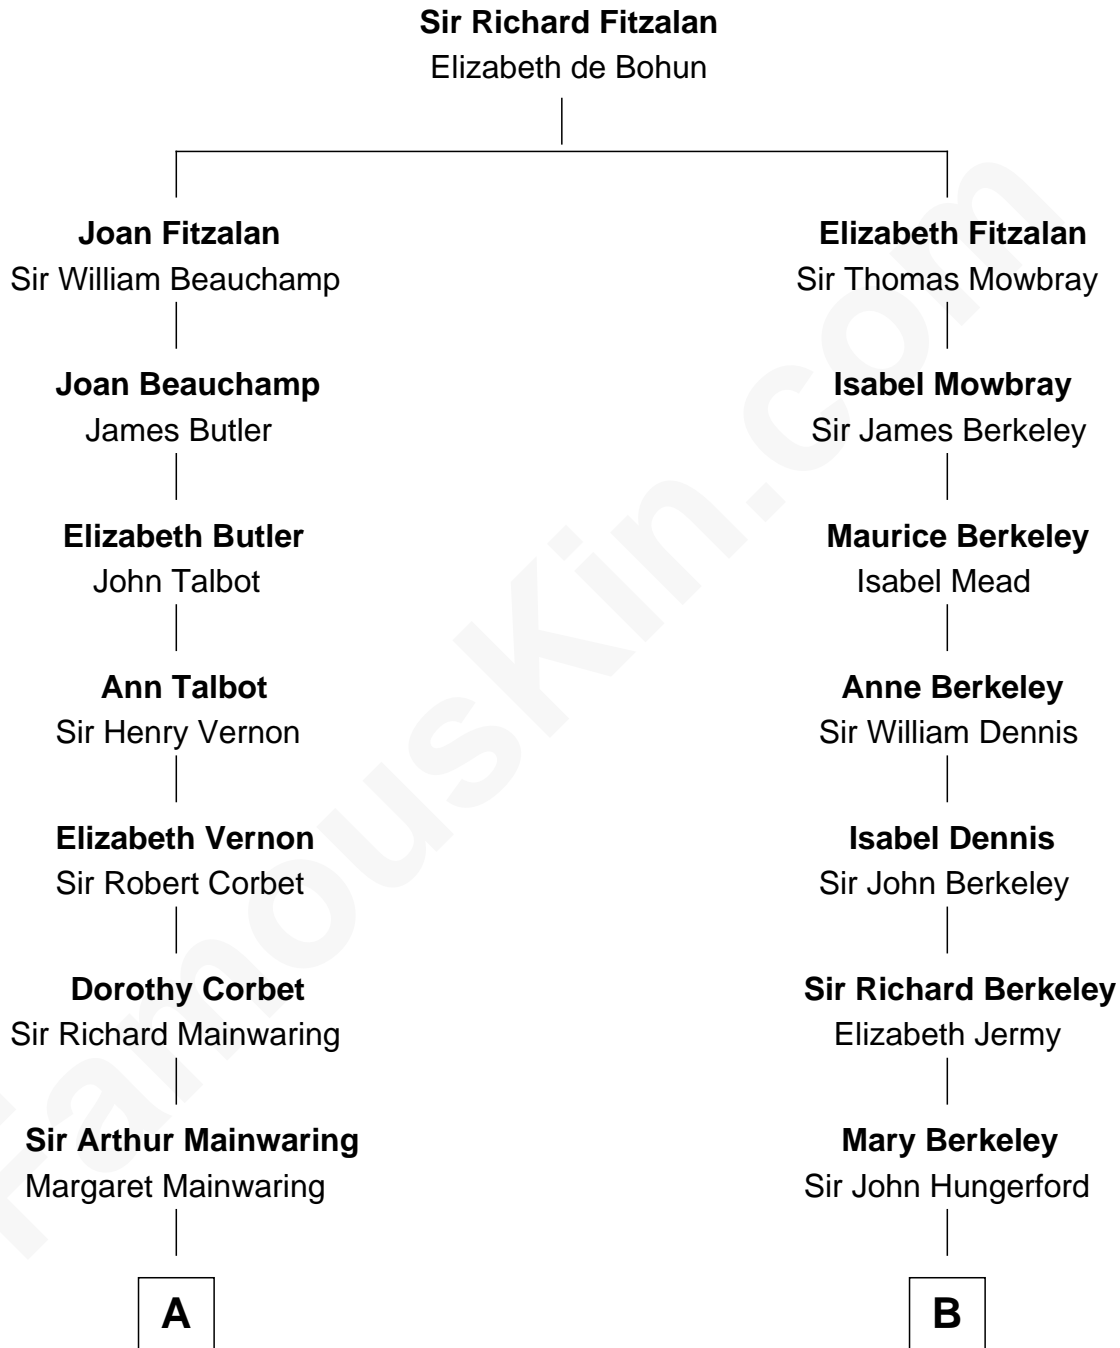 Sir Richard Fitzalan
Elizabeth de Bohun
Joan Fitzalan
Sir William Beauchamp
Elizabeth Fitzalan
Sir Thomas Mowbray
Joan Beauchamp
James Butler
Isabel Mowbray
Sir James Berkeley
Elizabeth Butler
John Talbot
Maurice Berkeley
Isabel Mead
Ann Talbot
Sir Henry Vernon
Anne Berkeley
Sir William Dennis
Elizabeth Vernon
Sir Robert Corbet
Isabel Dennis
Sir John Berkeley
Dorothy Corbet
Sir Richard Mainwaring
Sir Richard Berkeley
Elizabeth Jermy
Sir Arthur Mainwaring
Margaret Mainwaring
Mary Berkeley
Sir John Hungerford
A
B
FamousKin.com